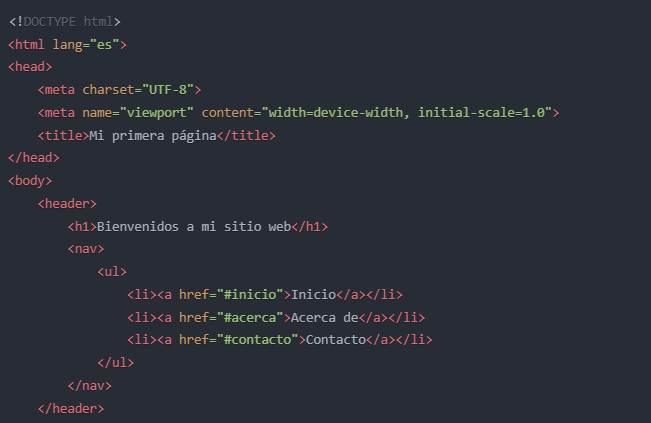 <!DOCTYPE html>
<html lang="es">
<head>
    <meta charset="UTF-8">
    <meta name="viewport" content="width=device-width, initial-scale=1.0">
    <title>Mi primera página</title>
</head>
<body>
    <header>
        <h1>Bienvenidos a mi sitio web</h1>
        <nav>
            <ul>
                <li><a href="#inicio">Inicio</a></li>
                <li><a href="#acerca">Acerca de</a></li>
                <li><a href="#contacto">Contacto</a></li>
            </ul>
        </nav>
    </header>